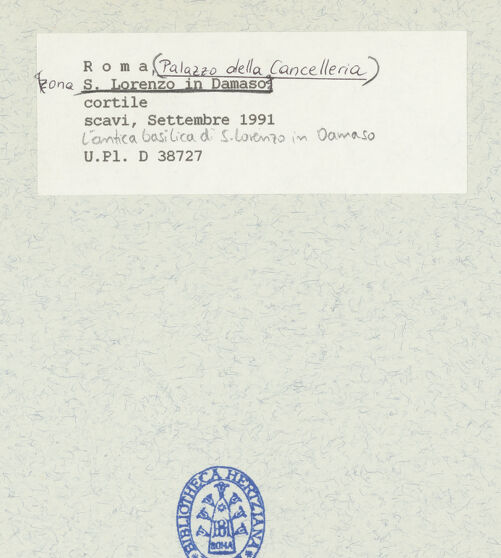 Roma, (Palazzo della Cancelleria)
zona S. Lorenzo in Damaso
cortile
scavi, Settembre 1991
L'antica basilica di S. Lorenzo in Damaso
U.Pl. D 38727
BIBLIOTHECA HERTZIANA
ROMA